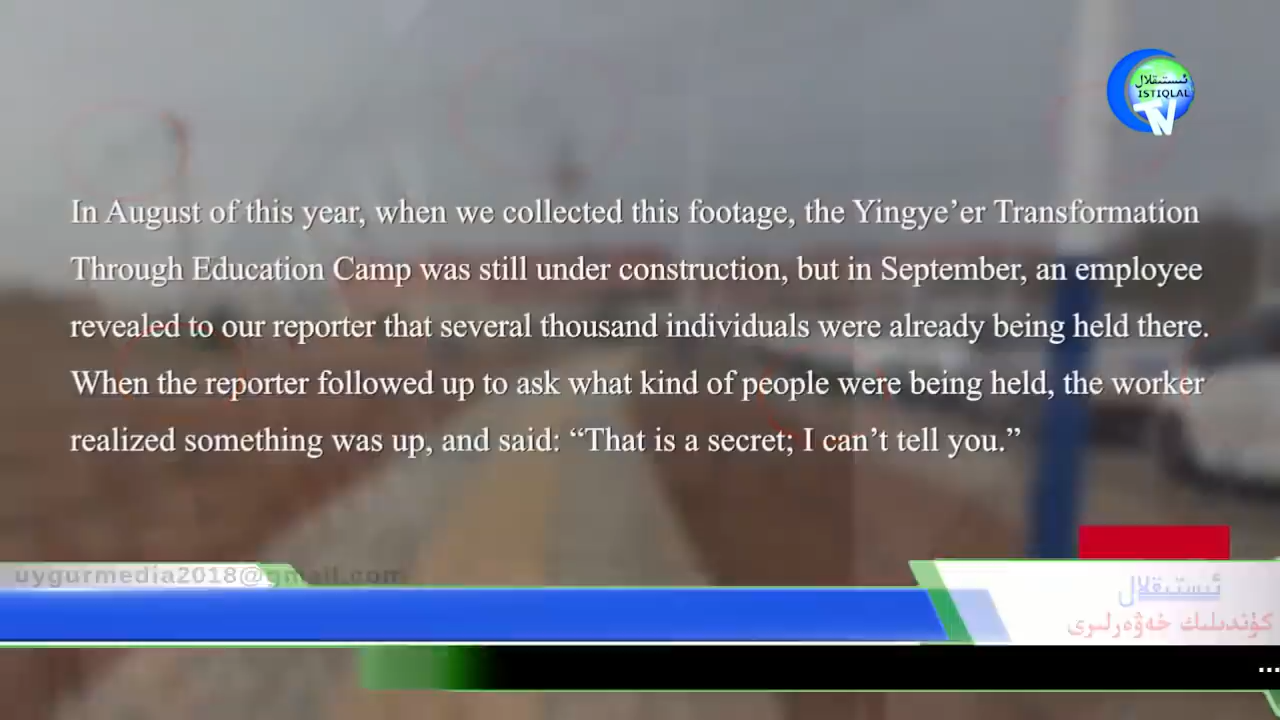 ئىستىقلال
ISTIQLAL
TV
In August of this year, when we collected this footage, the Yingye’er Transformation
Through Education Camp was still under construction, but in September, an employee
revealed to our reporter that several thousand individuals were already being held there.
When the reporter followed up to ask what kind of people were being held, the worker
realized something was up, and said: “That is a secret; I can’t tell you.”
uygurmedia2018@gmail.com
ئىستىقلال
كۈندىلىك خەۋەرلىرى
...